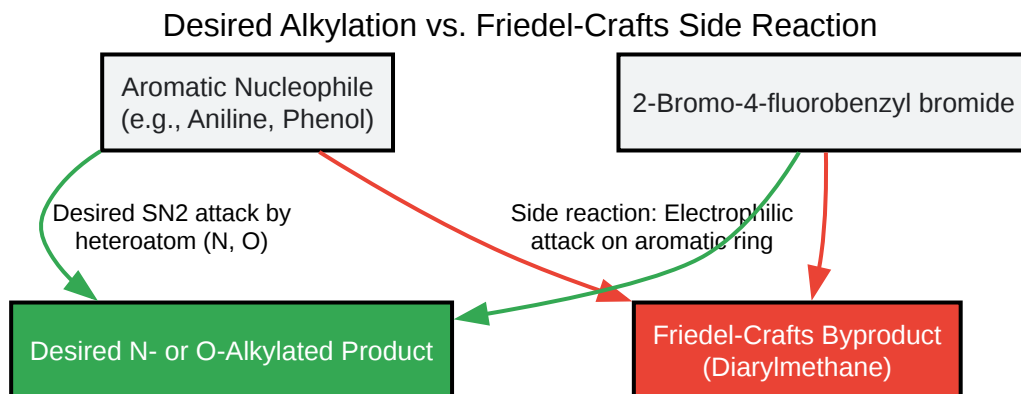 Desired Alkylation vs. Friedel-Crafts Side Reaction
Aromatic Nucleophile
(e.g., Aniline, Phenol)
2-Bromo-4-fluorobenzyl bromide
Desired SN2 attack by
heteroatom (N, O)
Side reaction: Electrophilic
attack on aromatic ring
Desired N- or O-Alkylated Product
Friedel-Crafts Byproduct
(Diarylmethane)